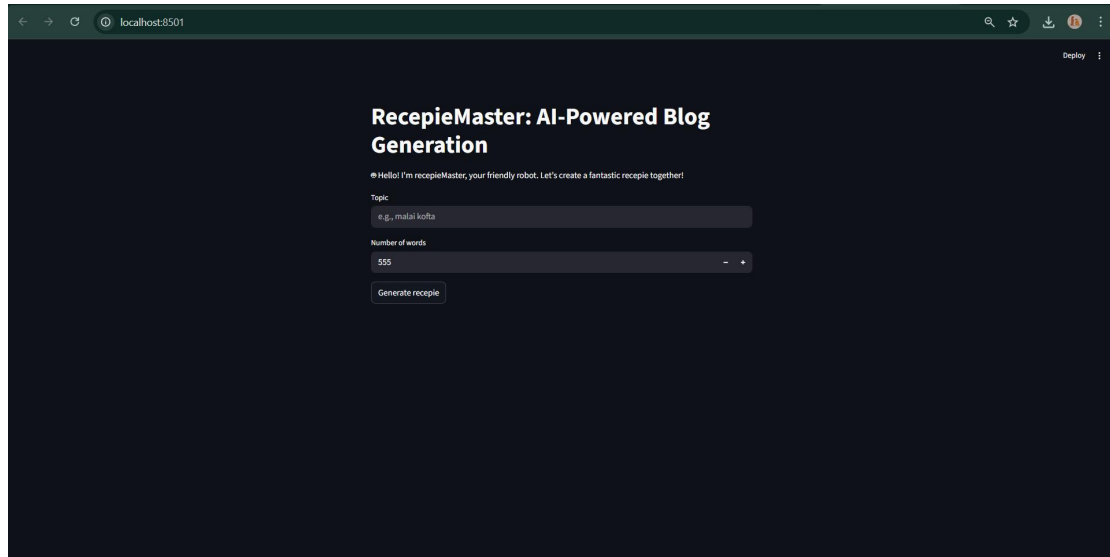 localhost:8501
Deploy
RecepieMaster: AI-Powered Blog
Generation
Hello! I'm recepieMaster, your friendly robot. Let's create a fantastic recepie together!
Topic
e.g., malai kofta
Number of words
555
Generate recepie